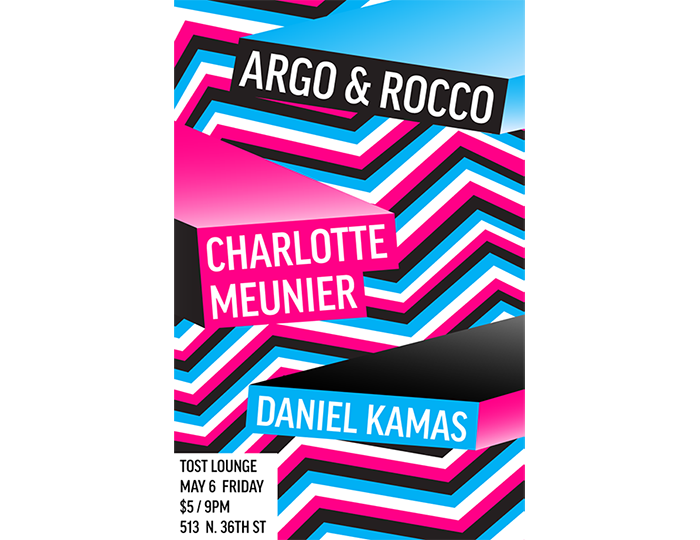 ARGO & ROCCO
CHARLOTTE
MEUNIER
DANIEL KAMAS
TOST LOUNGE
MAY 6 FRIDAY
$5 / 9PM
513 N. 36TH ST